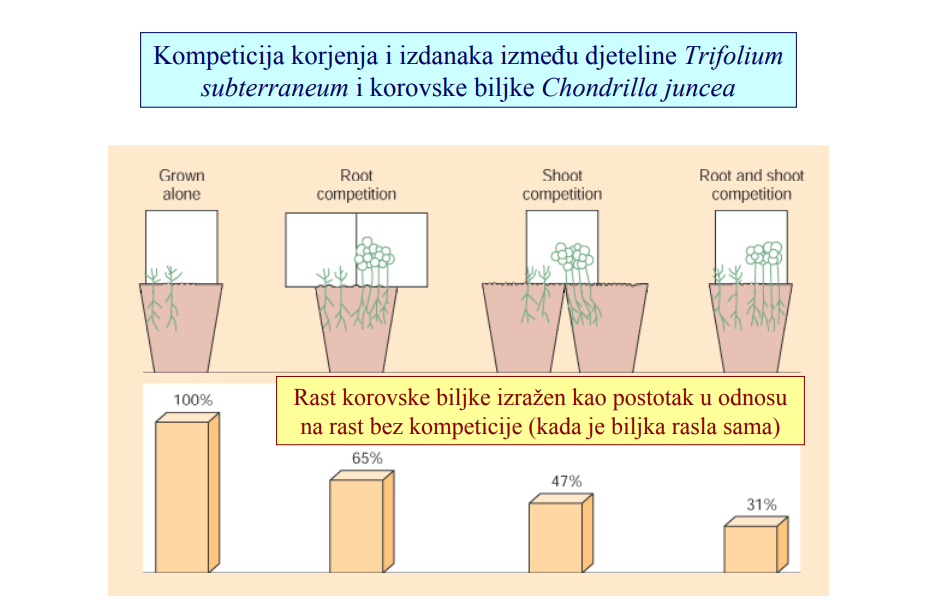 Kompeticija korjenja i izdanaka između djeteline Trifolium
subterraneum i korovske biljke Chondrilla juncea
Grown
alone
Root
competition
Shoot
competition
Root and shoot
competition
Rast korovske biljke izražen kao postotak u odnosu
na rast bez kompeticije (kada je biljka rasla sama)
100%
65%
47%
31%